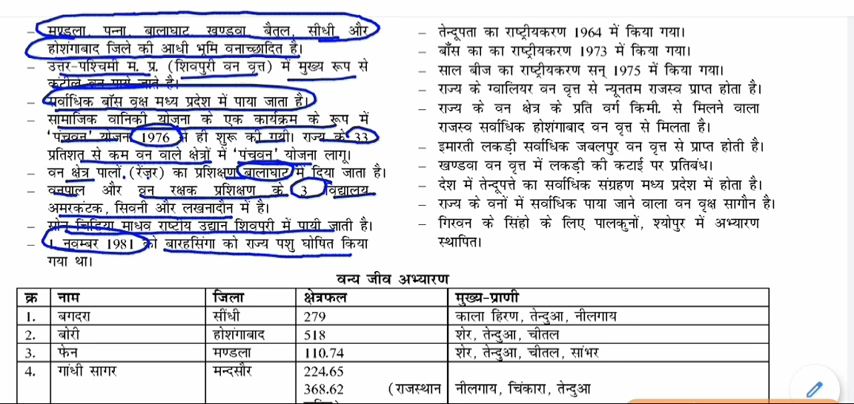 – मण्डला, पन्ना, बालाघाट, खण्डवा, बैतूल, सीधी और
होशंगाबाद जिले की आधी भूमि वनाच्छादित है।
– उत्तर-पश्चिमी म. प्र. (शिवपुरी वन वृत्त) में मुख्य रूप से
कटीले वन पाये जाते है।
– सर्वाधिक बॉस वृक्ष मध्य प्रदेश में पाया जाता है।
– सामाजिक वानिकी योजना के एक कार्यक्रम के रूप में
'पंचवन' योजना 1976 में ही शुरू की गयी। राज्य के 33
प्रतिशत से कम वन वाले क्षेत्रों में 'पंचवन' योजना लागू।
– वन क्षेत्र पालों, (रेंज़र) का प्रशिक्षण बालाघाट में दिया जाता है।
– वनपाल और वन रक्षक प्रशिक्षण के 3 विद्यालय
अमरकंटक, सिवनी और लखनादौन में है।
– सोन चिडिया माधव राष्टीय उद्यान शिवपुरी में पायी जाती है।
– 1 नवम्बर 1981 को बारहसिंगा को राज्य पशु घोषित किया
गया था।
– तेन्दूपता का राष्ट्रीयकरण 1964 में किया गया।
– बाँस का का राष्ट्रीयकरण 1973 में किया गया।
– साल बीज का राष्ट्रीयकरण सन् 1975 में किया गया।
– राज्य के ग्वालियर वन वृत्त से न्यूनतम राजस्व प्राप्त होता है।
– राज्य के वन क्षेत्र के प्रति वर्ग किमी. से मिलने वाला
राजस्व सर्वाधिक होशंगाबाद वन वृत्त से मिलता है।
– इमारती लकड़ी सर्वाधिक जबलपुर वन वृत्त से प्राप्त होती है।
– खण्डवा वन वृत्त में लकड़ी की कटाई पर प्रतिबंध।
– देश में तेन्दूपत्ते का सर्वाधिक संग्रहण मध्य प्रदेश में होता है।
– राज्य के वनों में सर्वाधिक पाया जाने वाला वन वृक्ष सागौन है।
– गिरवन के सिंहो के लिए पालकुनों, श्योपुर में अभ्यारण
स्थापित।
वन्य जीव अभ्यारण
क्र नाम जिला क्षेत्रफल मुख्य-प्राणी
1. बगदरा सींधी 279 काला हिरण, तेन्दुआ, नीलगाय
2. बोरी होशंगाबाद 518 शेर, तेन्दुआ, चीतल
3. फेन मण्डला 110.74 शेर, तेन्दुआ, चीतल, सांभर
4. गांधी सागर मन्दसौर 224.65
368.62 (राजस्थान नीलगाय, चिंकारा, तेन्दुआ